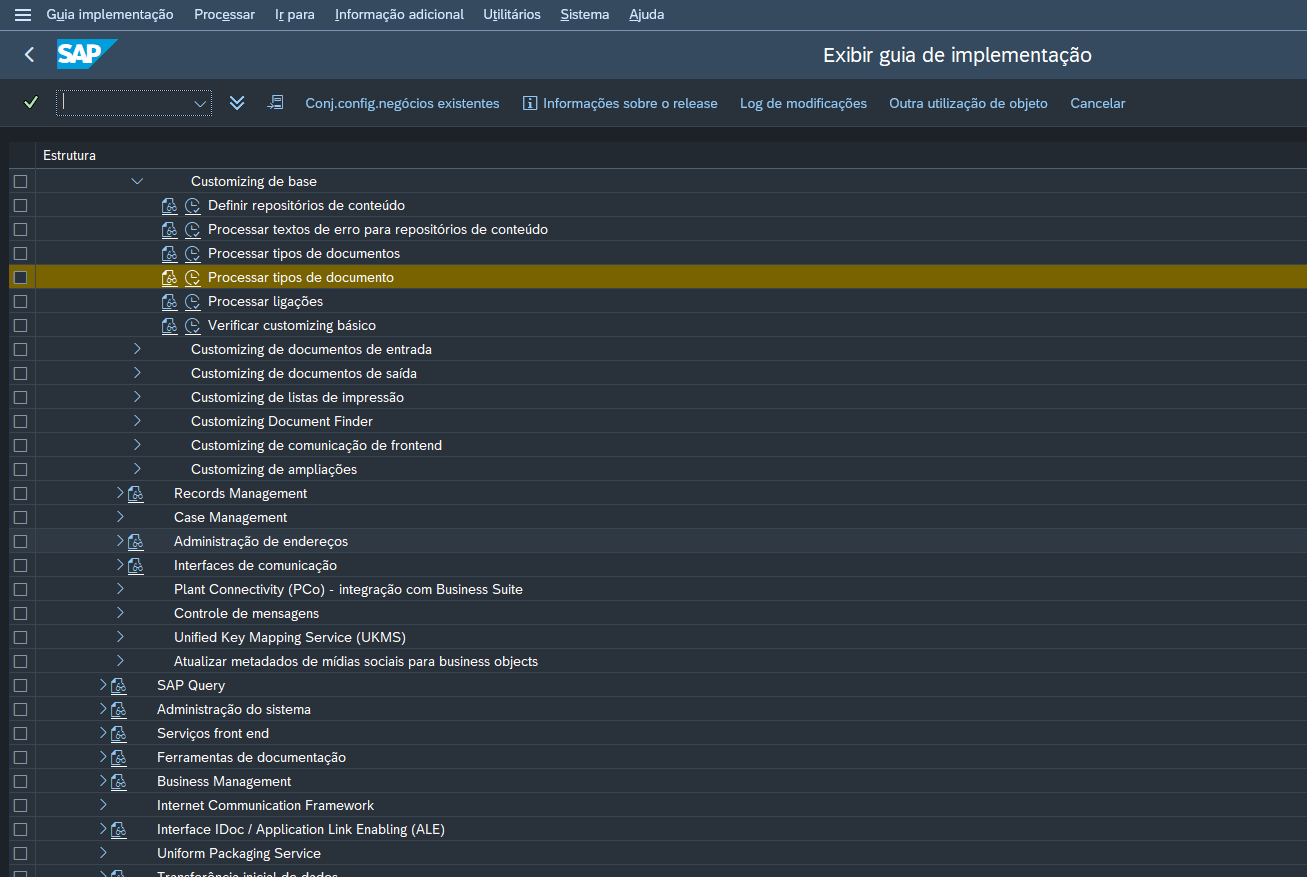 Guia implementação Processar Ir para Informação adicional Utilitários Sistema Ajuda
SAP Exibir guia de implementação
Conj.config.negócios existentes Informações sobre o release Log de modificações Outra utilização de objeto Cancelar
Estrutura
Customizing de base
Definir repositórios de conteúdo
Processar textos de erro para repositórios de conteúdo
Processar tipos de documentos
Processar tipos de documento
Processar ligações
Verificar customizing básico
Customizing de documentos de entrada
Customizing de documentos de saída
Customizing de listas de impressão
Customizing Document Finder
Customizing de comunicação de frontend
Customizing de ampliações
Records Management
Case Management
Administração de endereços
Interfaces de comunicação
Plant Connectivity (PCo) - integração com Business Suite
Controle de mensagens
Unified Key Mapping Service (UKMS)
Atualizar metadados de mídias sociais para business objects
SAP Query
Administração do sistema
Serviços front end
Ferramentas de documentação
Business Management
Internet Communication Framework
Interface IDoc / Application Link Enabling (ALE)
Uniform Packaging Service
Transferência inicial de dados